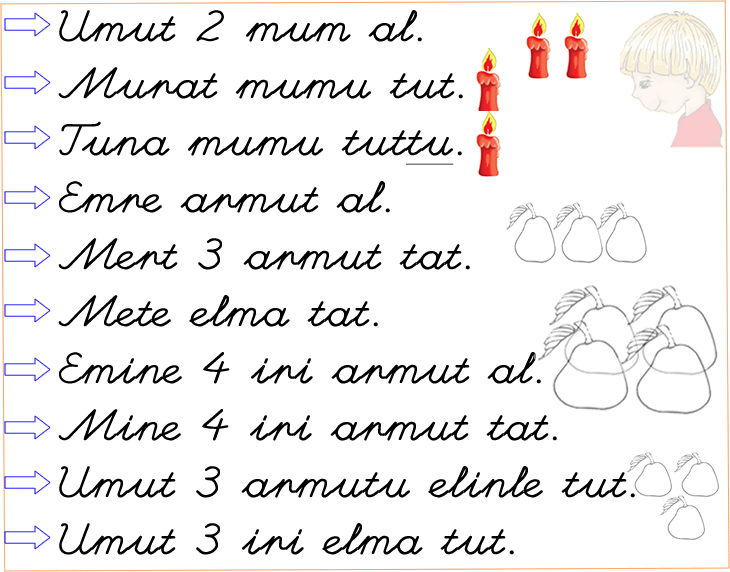 Umut 2 mum al.
Murat mumu tut.
Tuna mumu tuttu.
Emre armut al.
Mert 3 armut tat.
Mete elma tat.
Emine 4 iri armut al.
Mine 4 iri armut tat.
Umut 3 armutu elinle tut.
Umut 3 iri elma tut.